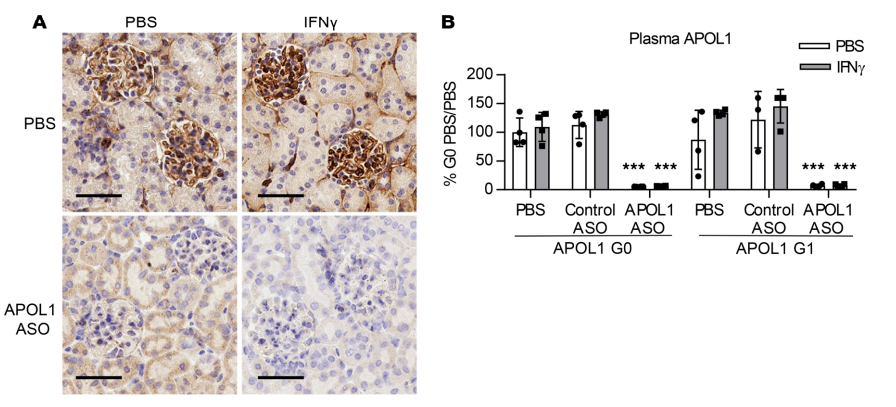 A
PBS
IFNγ
PBS
APOL1
ASO
B
Plasma APOL1
PBS
IFNγ
% G0 PBS/PBS
200
150
100
50
0
*** *** *** ***
PBS Control APOL1 PBS Control APOL1
ASO ASO ASO ASO
APOL1 G0 APOL1 G1